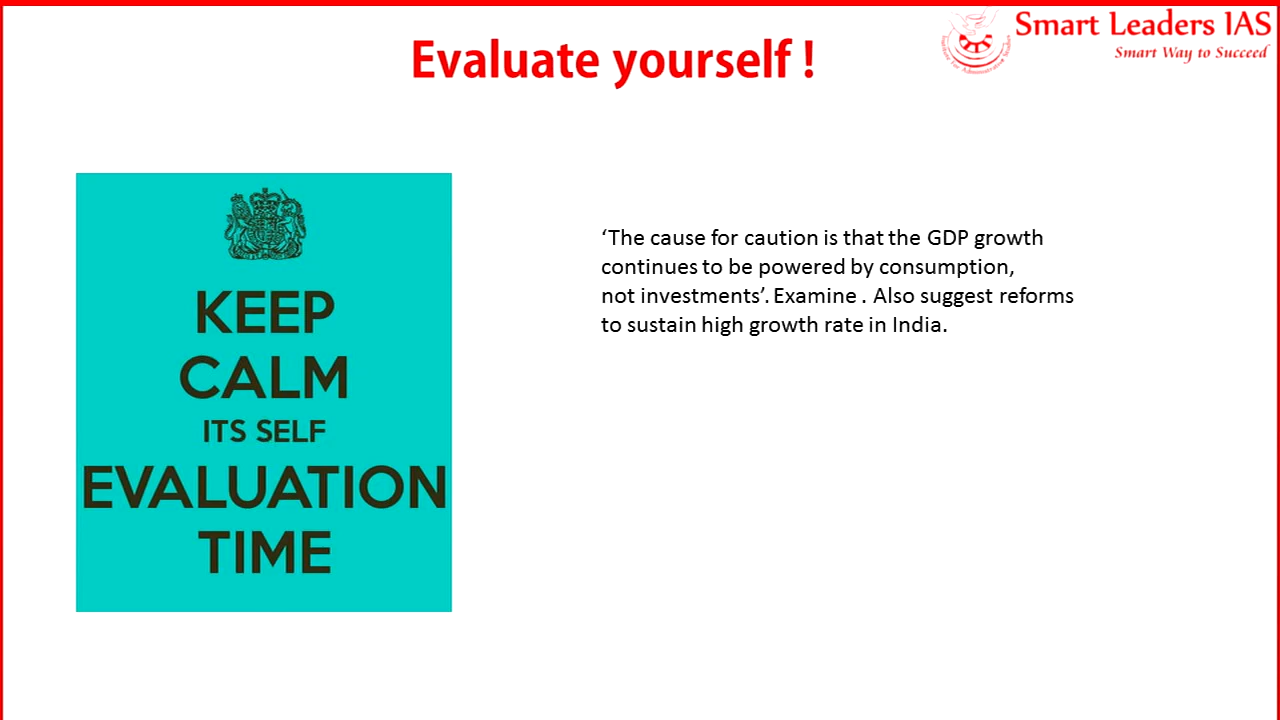 Smart Leaders IAS
Smart Way to Succeed
Evaluate yourself !
KEEP
CALM
ITS SELF
EVALUATION
TIME
‘The cause for caution is that the GDP growth
continues to be powered by consumption,
not investments’. Examine . Also suggest reforms
to sustain high growth rate in India.